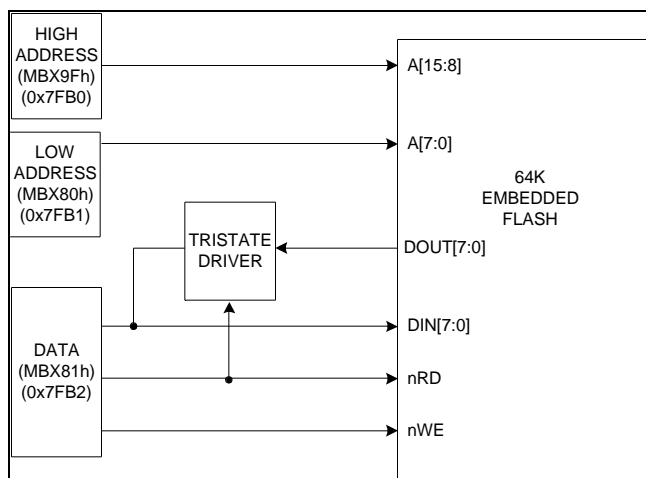 HIGH
ADDRESS
(MBX9Fh)
(0x7FB0)
A[15:8]
LOW
ADDRESS
(MBX80h)
(0x7FB1)
A[7:0]
64K
EMBEDDED
FLASH
TRISTATE
DRIVER
DOUT[7:0]
DATA
(MBX81h)
(0x7FB2)
DIN[7:0]
nRD
nWE